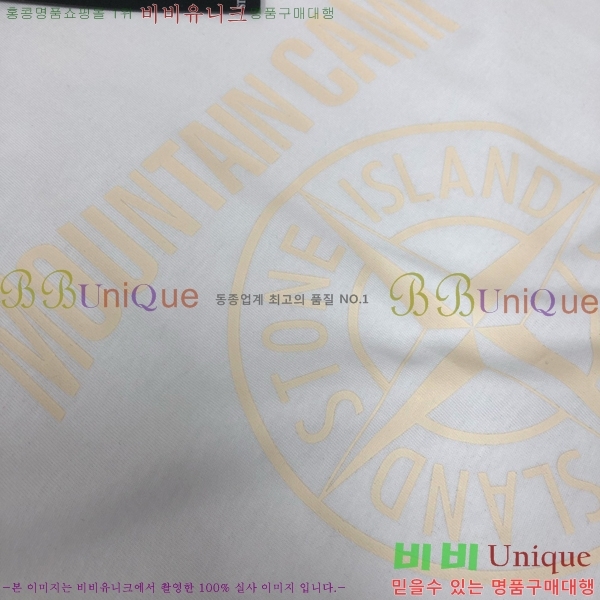 홍콩명품쇼핑몰 1위 비비유니크 명품구매대행
MOUNTAIN CAMP
STONE ISLAND
ISLAND
BBUniQue 동종업계 최고의 품질 NO.1 BBUniQue
비비 Unique
믿을수 있는 명품구매대행
-본 이미지는 비비유니크에서 촬영한 100% 실사 이미지 입니다.-